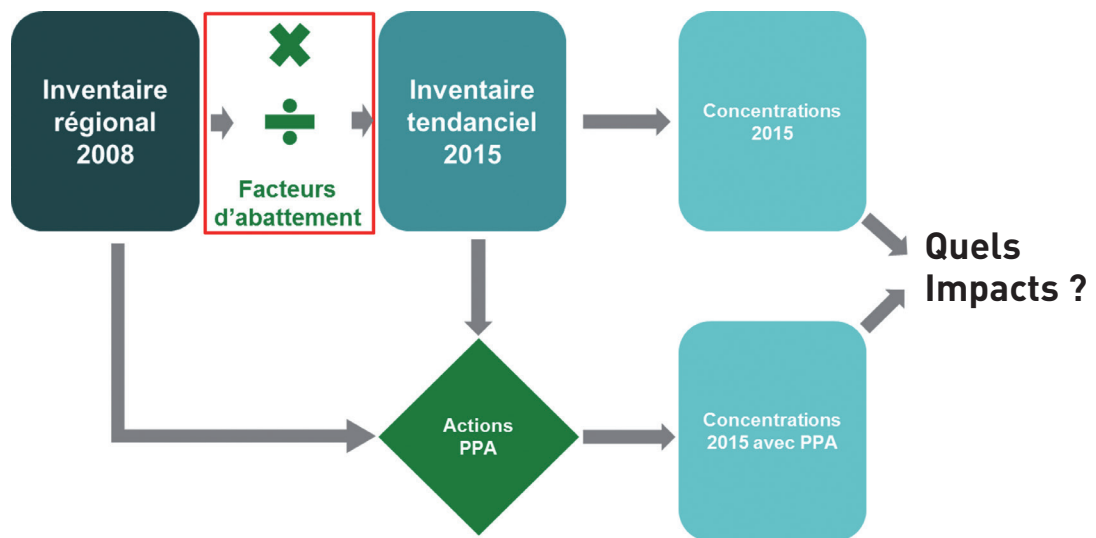 Inventaire
régional
2008
Facteurs
d'abattement
Inventaire
tendanciel
2015
Concentrations
2015
Quels
Impacts ?
Actions
PPA
Concentrations
2015 avec PPA